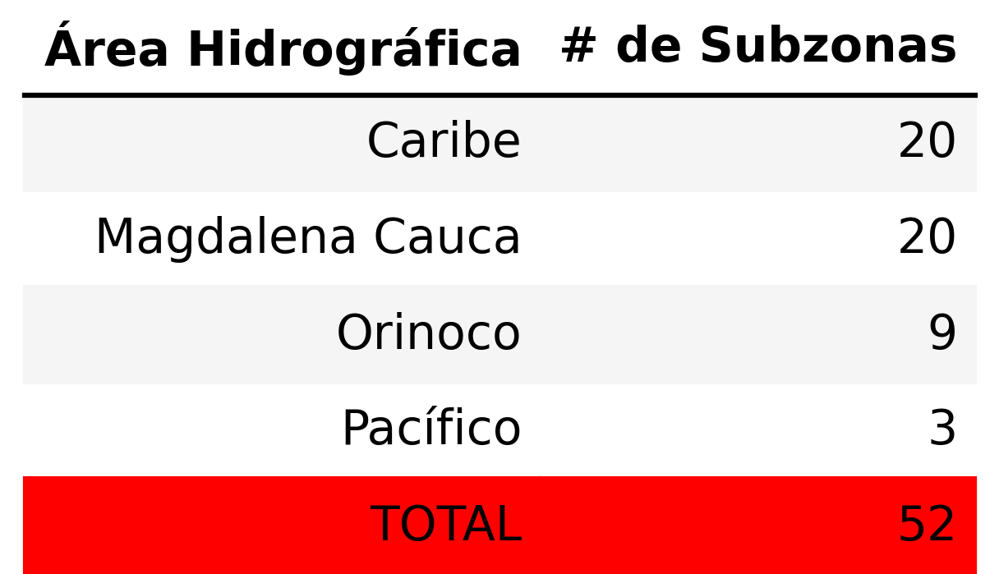 Área Hidrográfica # de Subzonas
Caribe 20
Magdalena Cauca 20
Orinoco 9
Pacífico 3
TOTAL 52